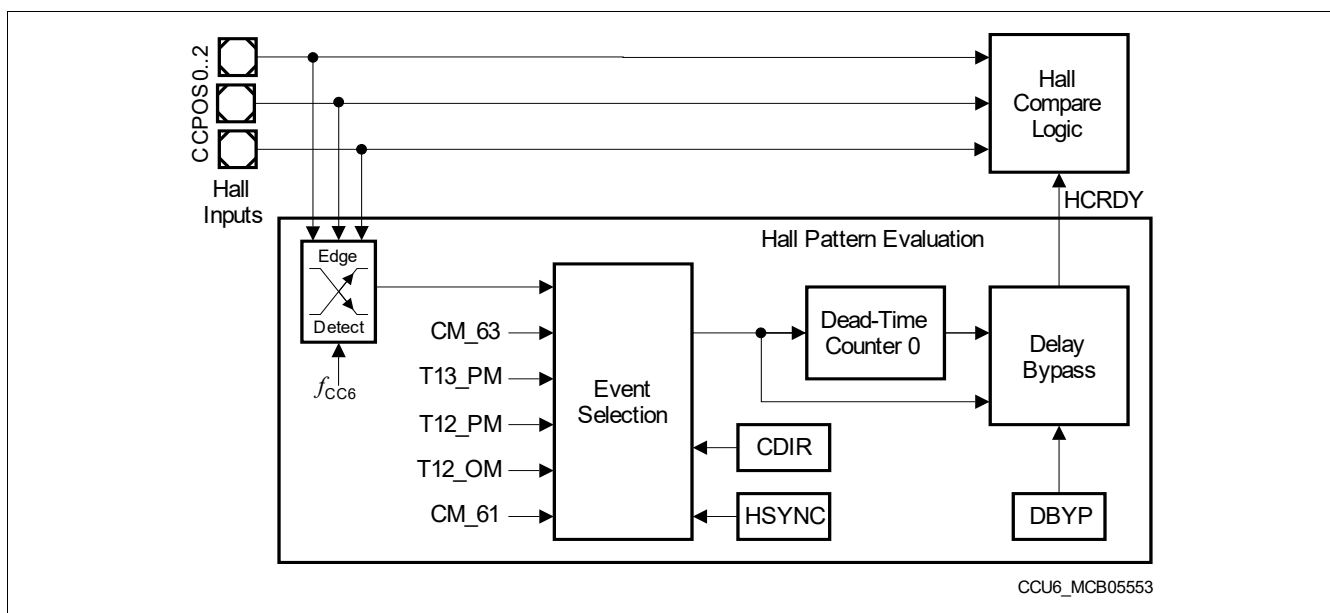 CCPOS0..2
Hall
Inputs
Hall
Compare
Logic
HCRDY
Hall Pattern Evaluation
Edge
Detect
fCC6
CM_63
T13_PM
T12_PM
T12_OM
CM_61
Event
Selection
Dead-Time
Counter 0
Delay
Bypass
CDIR
HSYNC
DBYP
CCU6_MCB05553